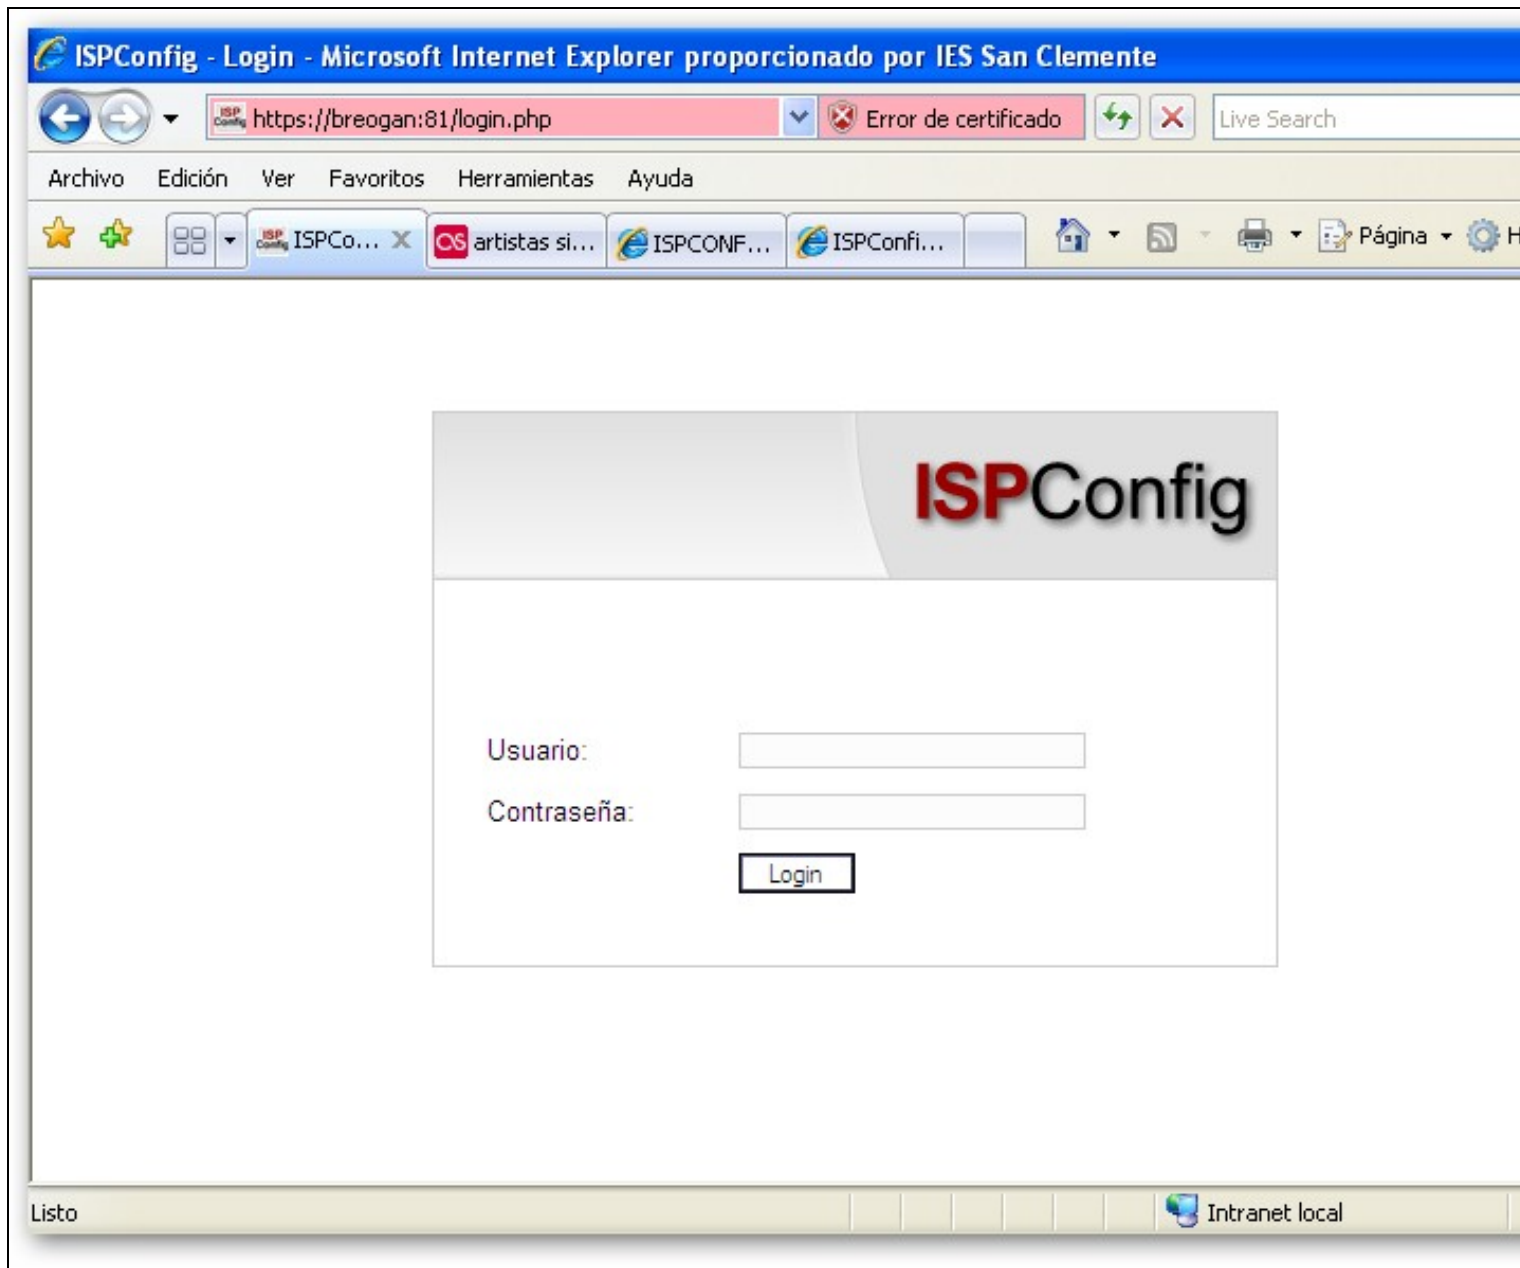 ISPConfig - Login - Microsoft Internet Explorer proporcionado por IES San Clemente
https://breogan:81/login.php Error de certificado Live Search
Archivo Edición Ver Favoritos Herramientas Ayuda
ISPCo... artistas si... ISPCONF... ISPConfi... Página H
ISPConfig
Usuario:
Contraseña:
Login
Listo Intranet local